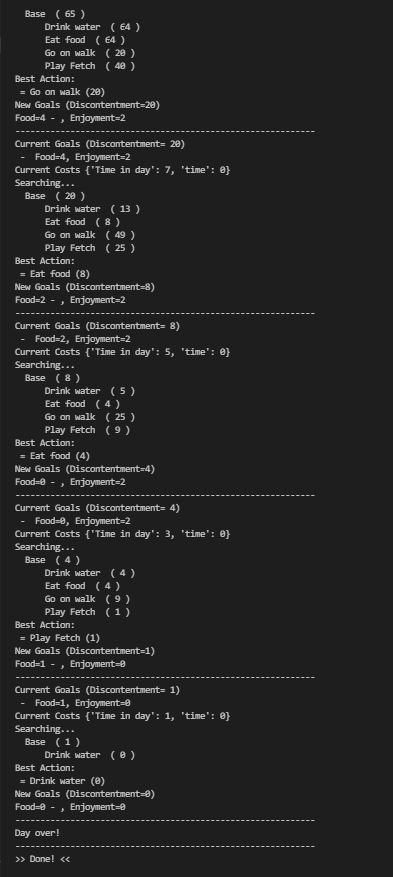 Base  ( 65 )
Drink water  ( 64 )
Eat food  ( 64 )
Go on walk  ( 20 )
Play Fetch  ( 40 )
Best Action:
= Go on walk (20)
New Goals (Discontentment=20)
Food=4 - , Enjoyment=2
------------------------------------------------------------
Current Goals (Discontentment= 20)
-  Food=4, Enjoyment=2
Current Costs {'Time in day': 7, 'time': 0}
Searching...
Base  ( 20 )
Drink water  ( 13 )
Eat food  ( 8 )
Go on walk  ( 49 )
Play Fetch  ( 25 )
Best Action:
= Eat food (8)
New Goals (Discontentment=8)
Food=2 - , Enjoyment=2
------------------------------------------------------------
Current Goals (Discontentment= 8)
-  Food=2, Enjoyment=2
Current Costs {'Time in day': 5, 'time': 0}
Searching...
Base  ( 8 )
Drink water  ( 5 )
Eat food  ( 4 )
Go on walk  ( 25 )
Play Fetch  ( 9 )
Best Action:
= Eat food (4)
New Goals (Discontentment=4)
Food=0 - , Enjoyment=2
------------------------------------------------------------
Current Goals (Discontentment= 4)
-  Food=0, Enjoyment=2
Current Costs {'Time in day': 3, 'time': 0}
Searching...
Base  ( 4 )
Drink water  ( 4 )
Eat food  ( 4 )
Go on walk  ( 9 )
Play Fetch  ( 1 )
Best Action:
= Play Fetch (1)
New Goals (Discontentment=1)
Food=1 - , Enjoyment=0
------------------------------------------------------------
Current Goals (Discontentment= 1)
-  Food=1, Enjoyment=0
Current Costs {'Time in day': 1, 'time': 0}
Searching...
Base  ( 1 )
Drink water  ( 0 )
Best Action:
= Drink water (0)
New Goals (Discontentment=0)
Food=0 - , Enjoyment=0
------------------------------------------------------------
Day over!
------------------------------------------------------------
>> Done! <<